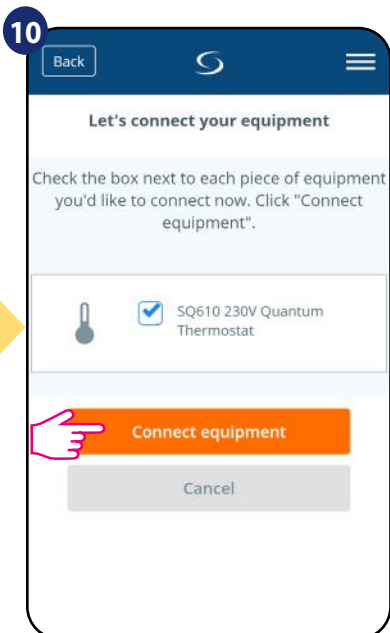 10
Back
Let's connect your equipment
Check the box next to each piece of equipment
you'd like to connect now. Click "Connect
equipment".
SQ610 230V Quantum
Thermostat
Connect equipment
Cancel